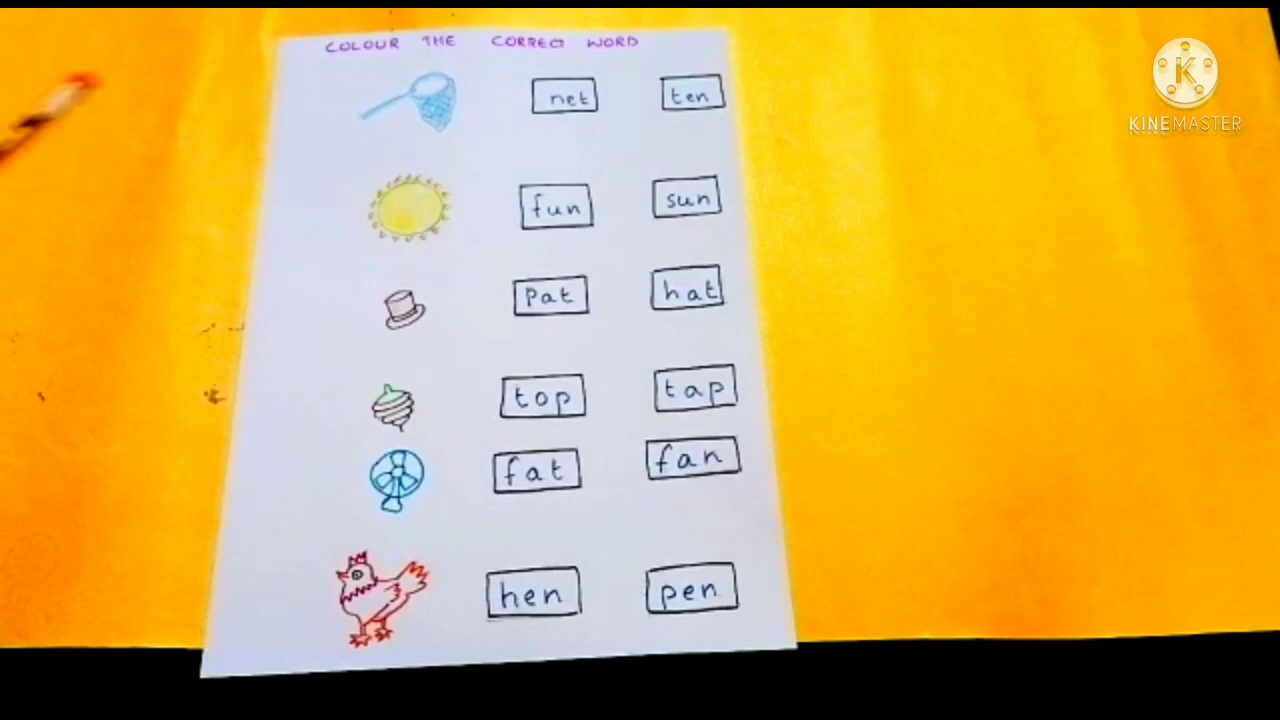 COLOUR THE CORRECT WORD
net ten
fun sun
pat hat
top tap
fat fan
hen pen
K
KINEMASTER